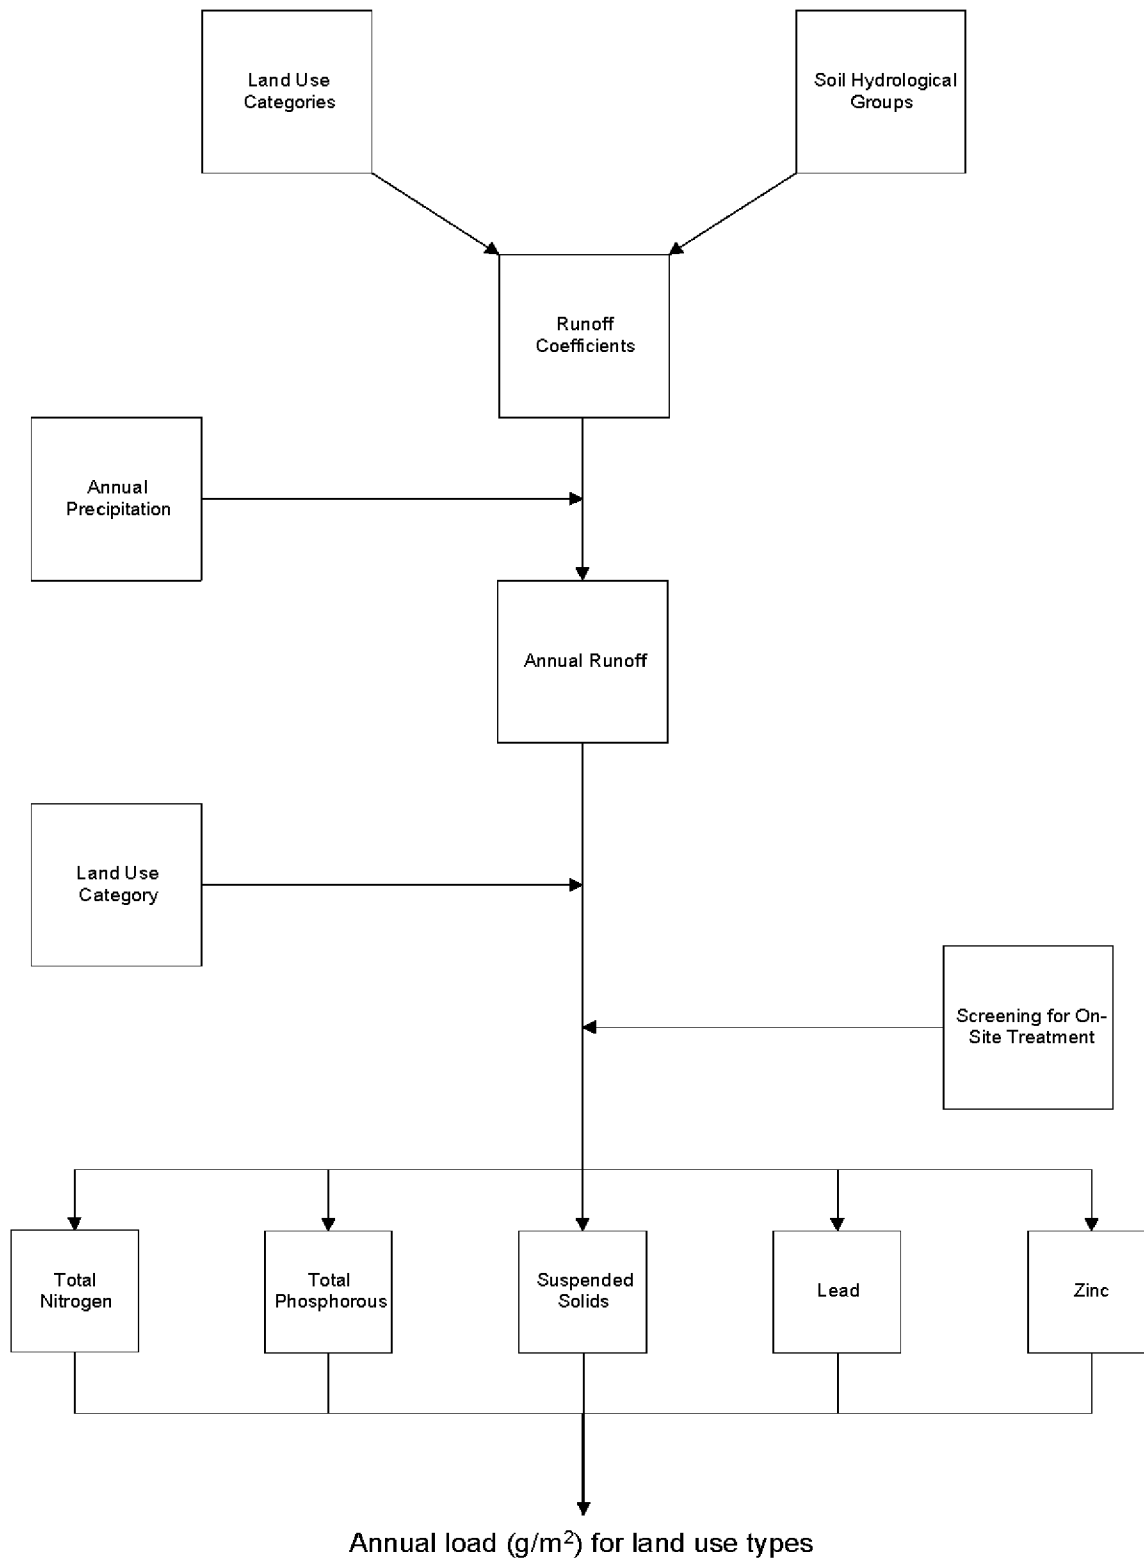 Land Use
Categories
Soil Hydrological
Groups
Runoff
Coefficients
Annual
Precipitation
Annual Runoff
Land Use
Category
Screening for On-
Site Treatment
Total
Nitrogen
Total
Phosphorous
Suspended
Solids
Lead
Zinc
Annual load (g/m²) for land use types